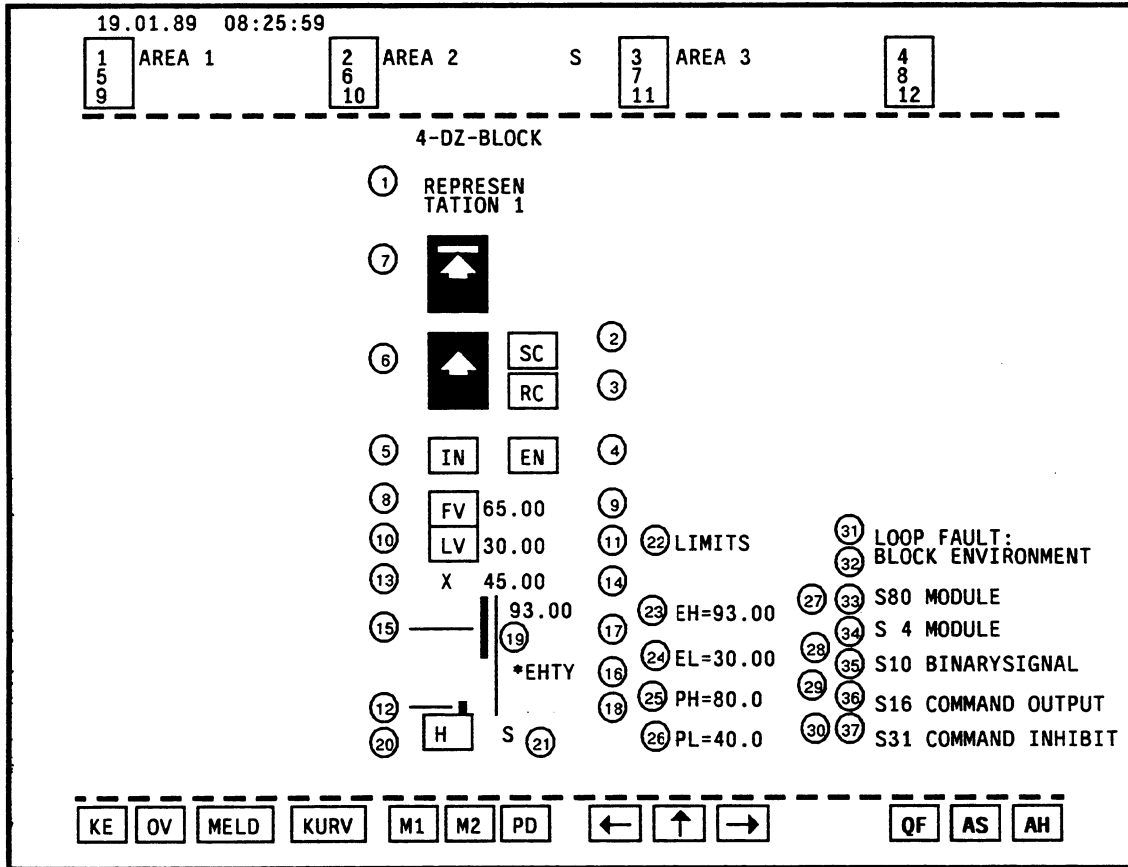 19.01.89 08:25:59
1 AREA 1 2 AREA 2 S 3 AREA 3 4
5 6 7 8
9 10 11 12
4-DZ-BLOCK
1 REPRESEN
TATION 1
7
2
6 SC
RC 3
5 IN EN 4
8 FV 65.00 9
10 LV 30.00 11 22 LIMITS
31 LOOP FAULT:
32 BLOCK ENVIRONMENT
13 X 45.00 14
27 33 S80 MODULE
93.00 23 EH=93.00
15 19 17
34 S 4 MODULE
28
*EHTY 16 24 EL=30.00
35 S10 BINARYSIGNAL
29
12 18 25 PH=80.0
36 S16 COMMAND OUTPUT
20 H S 21 26 PL=40.0
30 37 S31 COMMAND INHIBIT
KE OV MELD KURV M1 M2 PD ← ↑ → QF AS AH